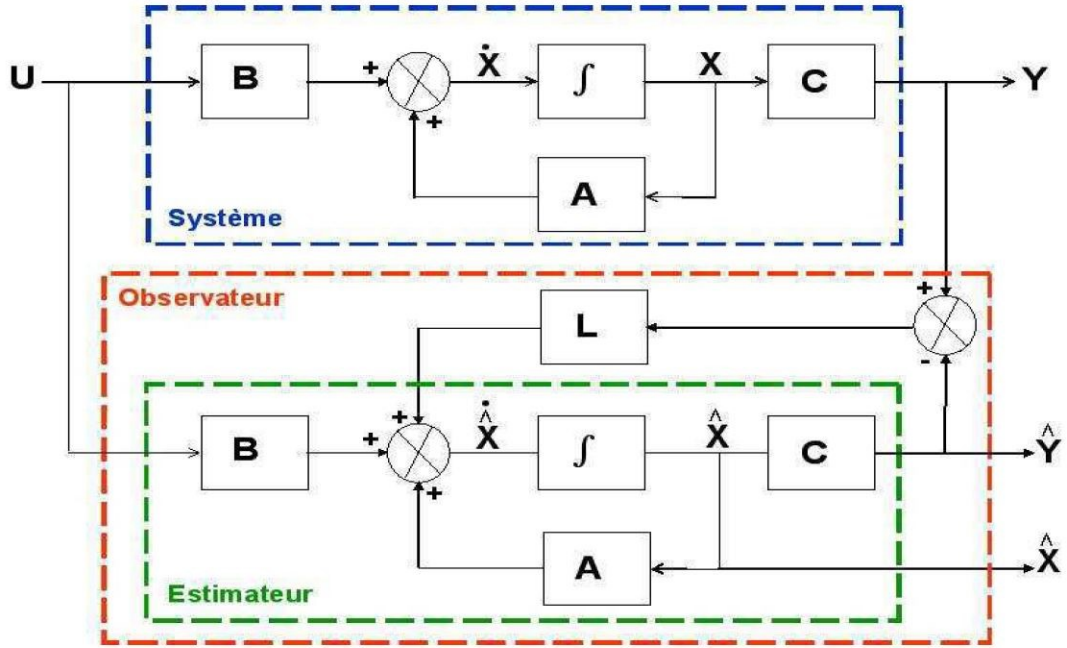 U
B
+
+
Ẋ
∫
X
C
Y
A
Système
Observateur
L
+
-
B
+
+
+
X̂̇
∫
X̂
C
Ŷ
A
X̂
Estimateur